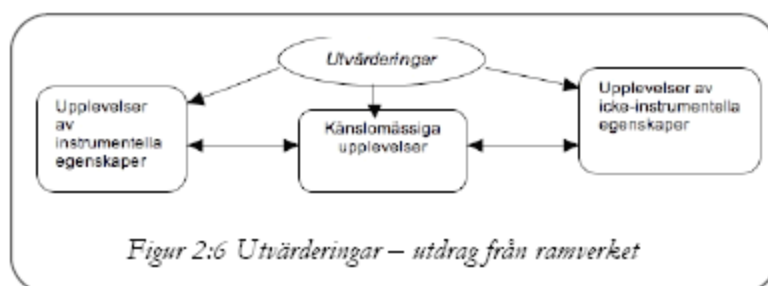 Utvärderingar
Upplevelser
av
instrumentella
egenskaper
Känslomässiga
upplevelser
Upplevelser av
icke-instrumentella
egenskaper
Figur 2:6 Utvärderingar – utdrag från ramverket